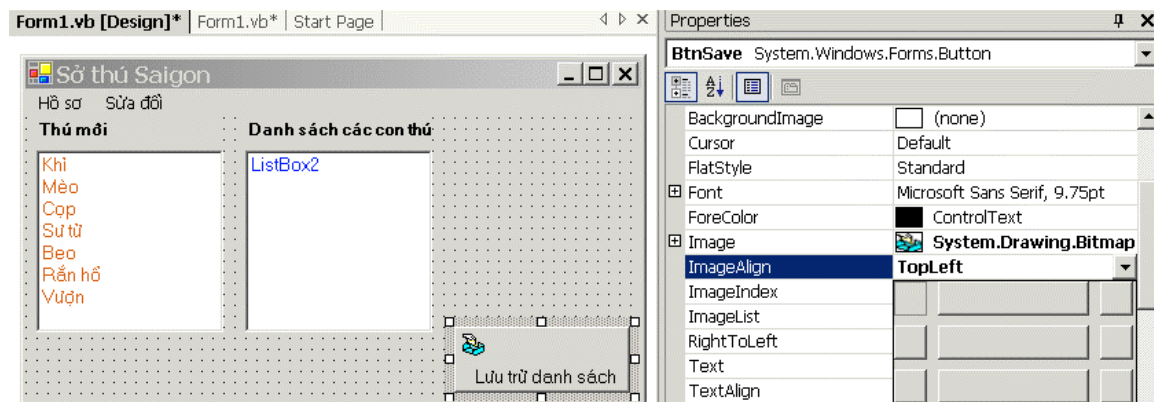 Form1.vb [Design]* Form1.vb* Start Page
Sở thú Saigon
Hồ sơ Sửa đổi
Thú mới Danh sách các con thú
Khỉ
Mèo
Cọp
Sư tử
Beo
Rắn hổ
Vượn
ListBox2
Lưu trữ danh sách
Properties
BtnSave System.Windows.Forms.Button
BackgroundImage (none)
Cursor Default
FlatStyle Standard
Font Microsoft Sans Serif, 9.75pt
ForeColor ControlText
Image System.Drawing.Bitmap
ImageAlign TopLeft
ImageIndex
ImageList
RightToLeft
Text
TextAlign